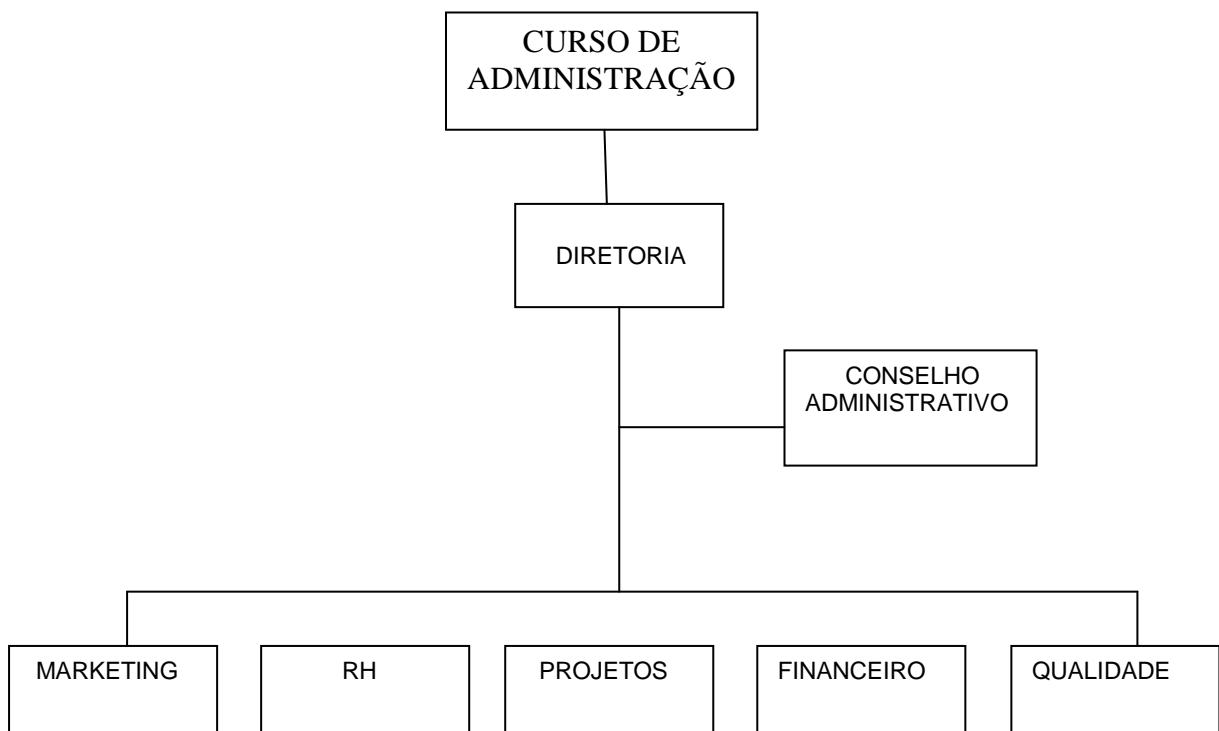 CURSO DE
ADMINISTRAÇÃO
DIRETORIA
CONSELHO
ADMINISTRATIVO
MARKETING
RH
PROJETOS
FINANCEIRO
QUALIDADE